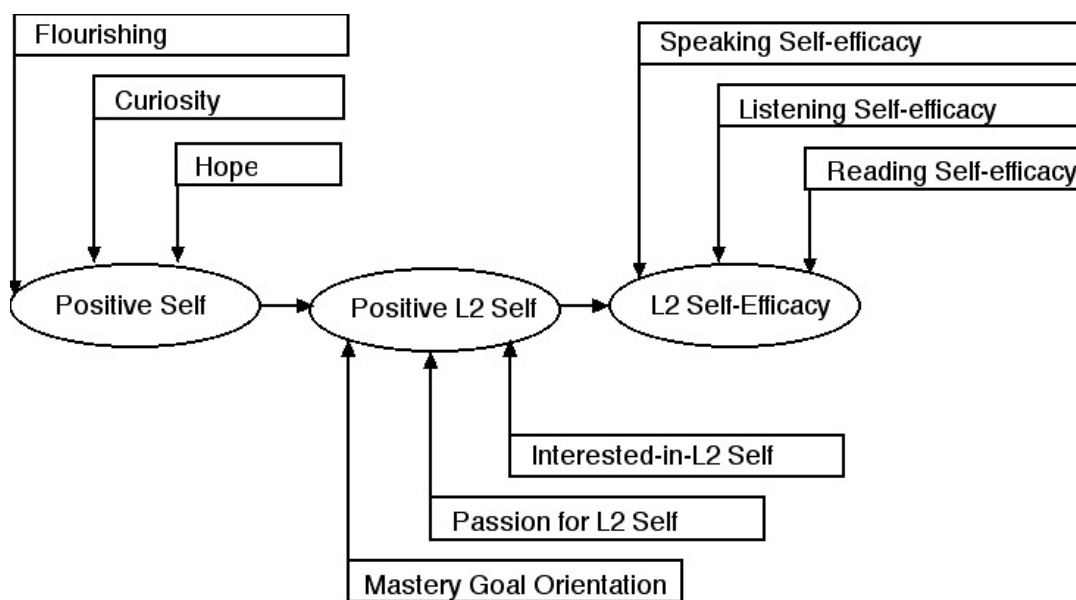 Flourishing
Curiosity
Hope
Speaking Self-efficacy
Listening Self-efficacy
Reading Self-efficacy
Positive Self
Positive L2 Self
L2 Self-Efficacy
Interested-in-L2 Self
Passion for L2 Self
Mastery Goal Orientation